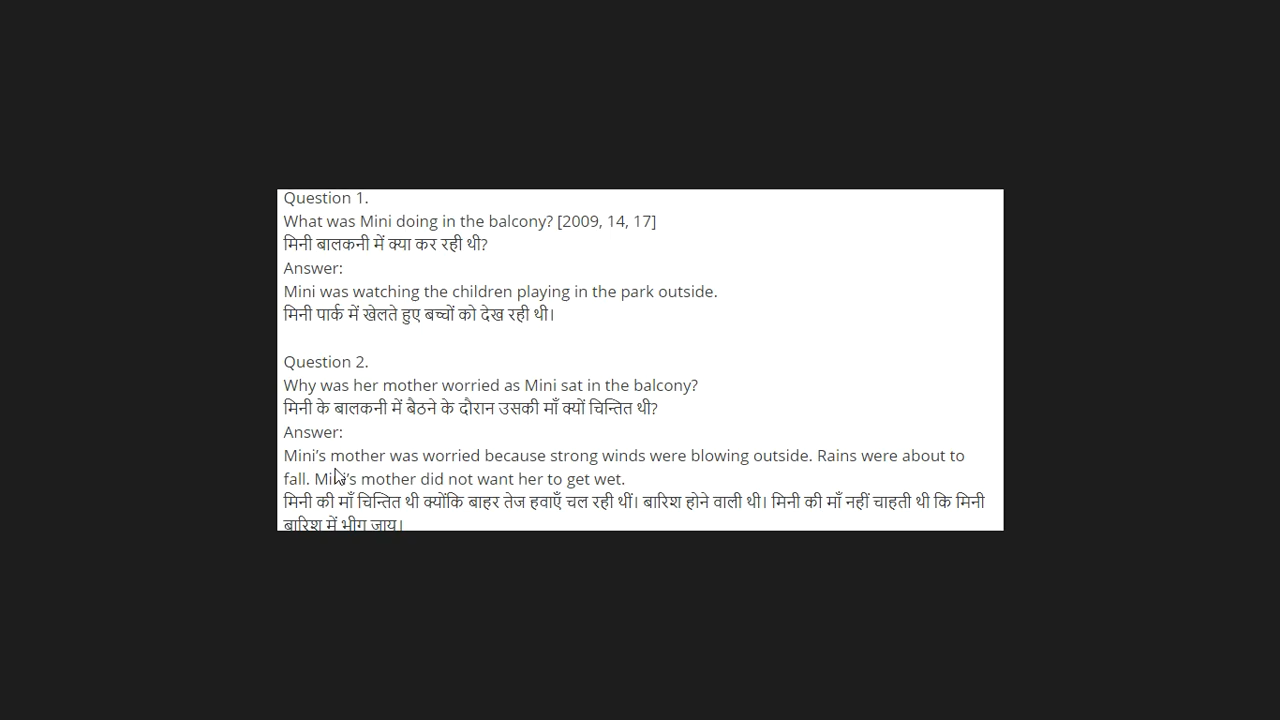 Question 1.
What was Mini doing in the balcony? [2009, 14, 17]
मिनी बालकनी में क्या कर रही थी?
Answer:
Mini was watching the children playing in the park outside.
मिनी पार्क में खेलते हुए बच्चों को देख रही थी।
Question 2.
Why was her mother worried as Mini sat in the balcony?
मिनी के बालकनी में बैठने के दौरान उसकी माँ क्यों चिन्तित थी?
Answer:
Mini’s mother was worried because strong winds were blowing outside. Rains were about to
fall. Mini’s mother did not want her to get wet.
मिनी की माँ चिन्तित थी क्योंकि बाहर तेज हवाएँ चल रही थीं। बारिश होने वाली थी। मिनी की माँ नहीं चाहती थी कि मिनी
बारिश में भीग जाय।